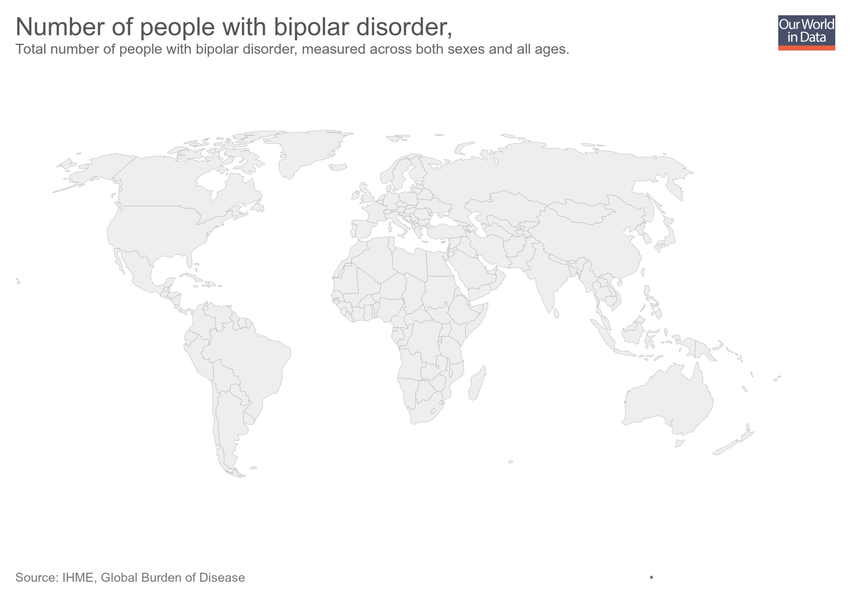 Number of people with bipolar disorder,
Total number of people with bipolar disorder, measured across both sexes and all ages.
Our World
in Data
Source: IHME, Global Burden of Disease
•